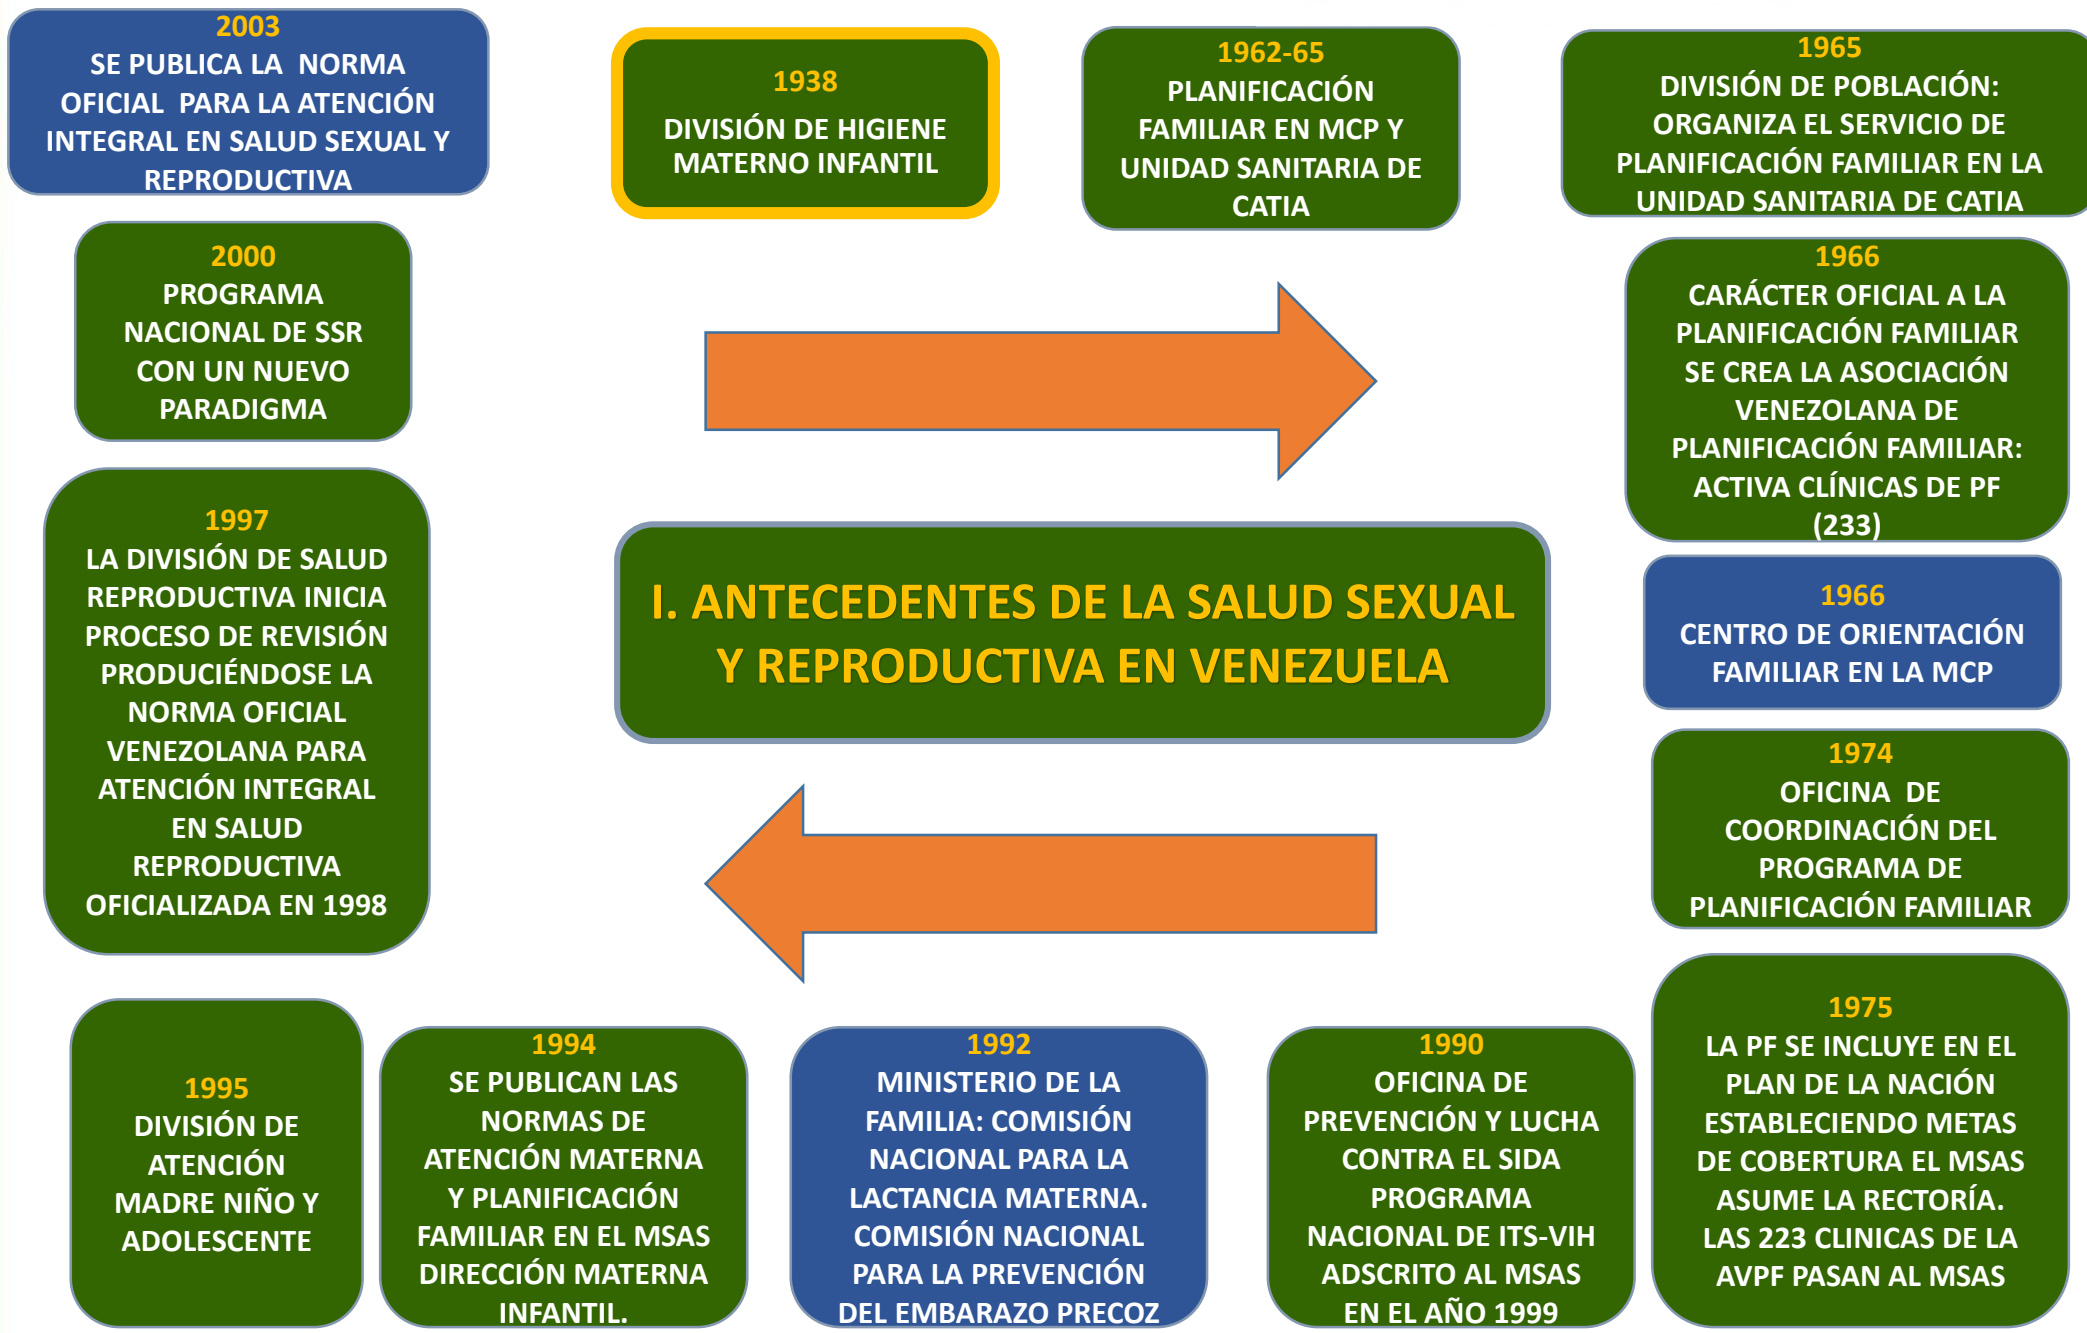 2003
SE PUBLICA LA NORMA
OFICIAL PARA LA ATENCIÓN
INTEGRAL EN SALUD SEXUAL Y
REPRODUCTIVA
1938
DIVISIÓN DE HIGIENE
MATERNO INFANTIL
1962-65
PLANIFICACIÓN
FAMILIAR EN MCP Y
UNIDAD SANITARIA DE
CATIA
1965
DIVISIÓN DE POBLACIÓN:
ORGANIZA EL SERVICIO DE
PLANIFICACIÓN FAMILIAR EN LA
UNIDAD SANITARIA DE CATIA
2000
PROGRAMA
NACIONAL DE SSR
CON UN NUEVO
PARADIGMA
1966
CARÁCTER OFICIAL A LA
PLANIFICACIÓN FAMILIAR
SE CREA LA ASOCIACIÓN
VENEZOLANA DE
PLANIFICACIÓN FAMILIAR:
ACTIVA CLÍNICAS DE PF
(233)
1997
LA DIVISIÓN DE SALUD
REPRODUCTIVA INICIA
PROCESO DE REVISIÓN
PRODUCIÉNDOSE LA
NORMA OFICIAL
VENEZOLANA PARA
ATENCIÓN INTEGRAL
EN SALUD
REPRODUCTIVA
OFICIALIZADA EN 1998
I. ANTECEDENTES DE LA SALUD SEXUAL
Y REPRODUCTIVA EN VENEZUELA
1966
CENTRO DE ORIENTACIÓN
FAMILIAR EN LA MCP
1974
OFICINA DE
COORDINACIÓN DEL
PROGRAMA DE
PLANIFICACIÓN FAMILIAR
1995
DIVISIÓN DE
ATENCIÓN
MADRE NIÑO Y
ADOLESCENTE
1994
SE PUBLICAN LAS
NORMAS DE
ATENCIÓN MATERNA
Y PLANIFICACIÓN
FAMILIAR EN EL MSAS
DIRECCIÓN MATERNA
INFANTIL.
1992
MINISTERIO DE LA
FAMILIA: COMISIÓN
NACIONAL PARA LA
LACTANCIA MATERNA.
COMISIÓN NACIONAL
PARA LA PREVENCIÓN
DEL EMBARAZO PRECOZ
1990
OFICINA DE
PREVENCIÓN Y LUCHA
CONTRA EL SIDA
PROGRAMA
NACIONAL DE ITS-VIH
ADSCRITO AL MSAS
EN EL AÑO 1999
1975
LA PF SE INCLUYE EN EL
PLAN DE LA NACIÓN
ESTABLECIENDO METAS
DE COBERTURA EL MSAS
ASUME LA RECTORÍA.
LAS 223 CLINICAS DE LA
AVPF PASAN AL MSAS